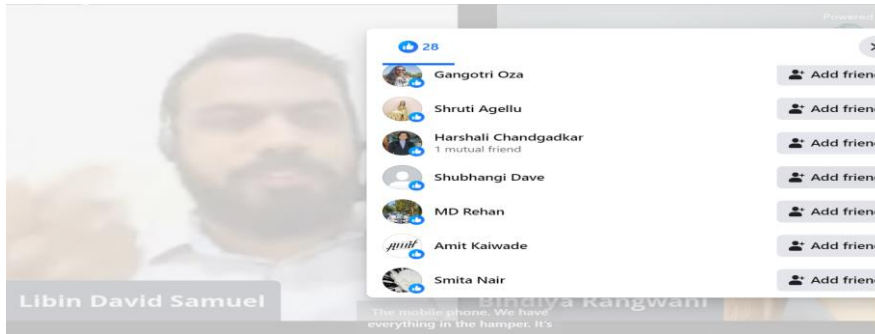 Powered
28
Gangotri Oza
Add frien
Shruti Agellu
Add frien
Harshali Chandgadkar
1 mutual friend
Add frien
Shubhangi Dave
Add frien
MD Rehan
Add frien
Amit
Amit Kaiwade
Add frien
Smita Nair
Add frien
Libin David Samuel
Bindiya Rangwani
The mobile phone. We have
everything in the hamper. It's